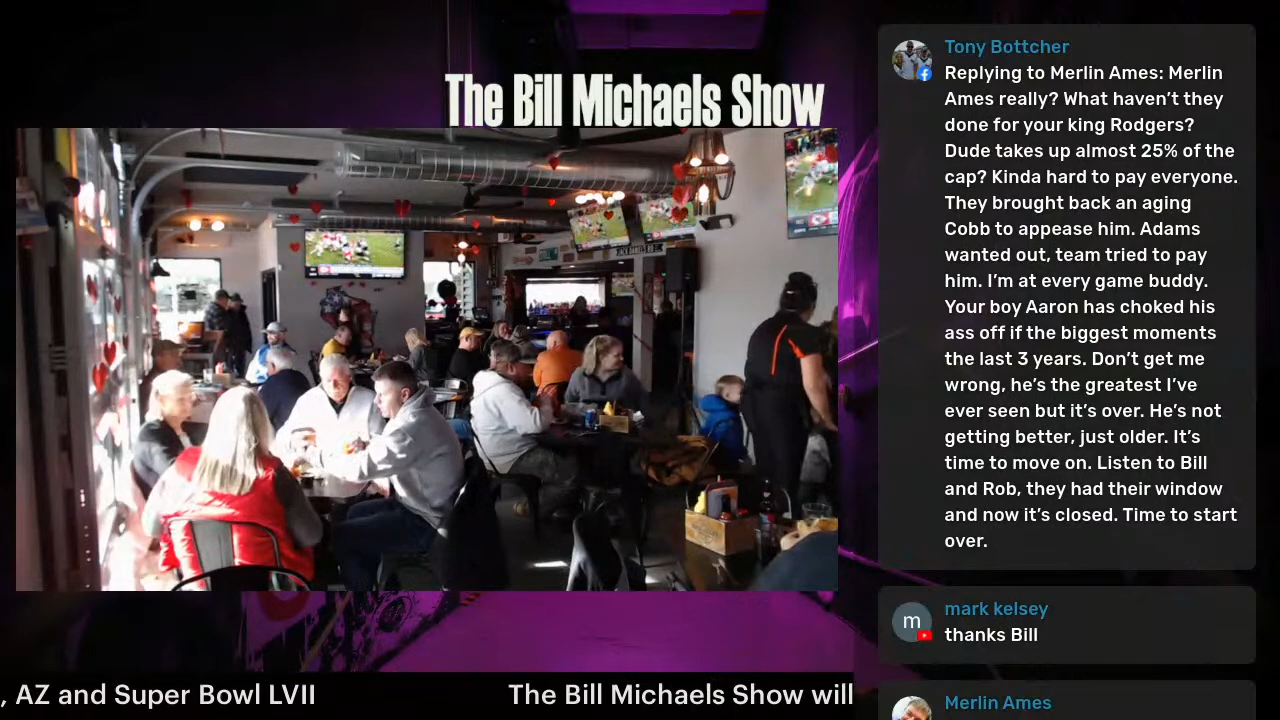 The Bill Michaels Show
Tony Bottcher
Replying to Merlin Ames: Merlin
Ames really? What haven’t they
done for your king Rodgers?
Dude takes up almost 25% of the
cap? Kinda hard to pay everyone.
They brought back an aging
Cobb to appease him. Adams
wanted out, team tried to pay
him. I’m at every game buddy.
Your boy Aaron has choked his
ass off if the biggest moments
the last 3 years. Don’t get me
wrong, he’s the greatest I’ve
ever seen but it’s over. He’s not
getting better, just older. It’s
time to move on. Listen to Bill
and Rob, they had their window
and now it’s closed. Time to start
over.
m
mark kelsey
thanks Bill
Merlin Ames
, AZ and Super Bowl LVII
The Bill Michaels Show will